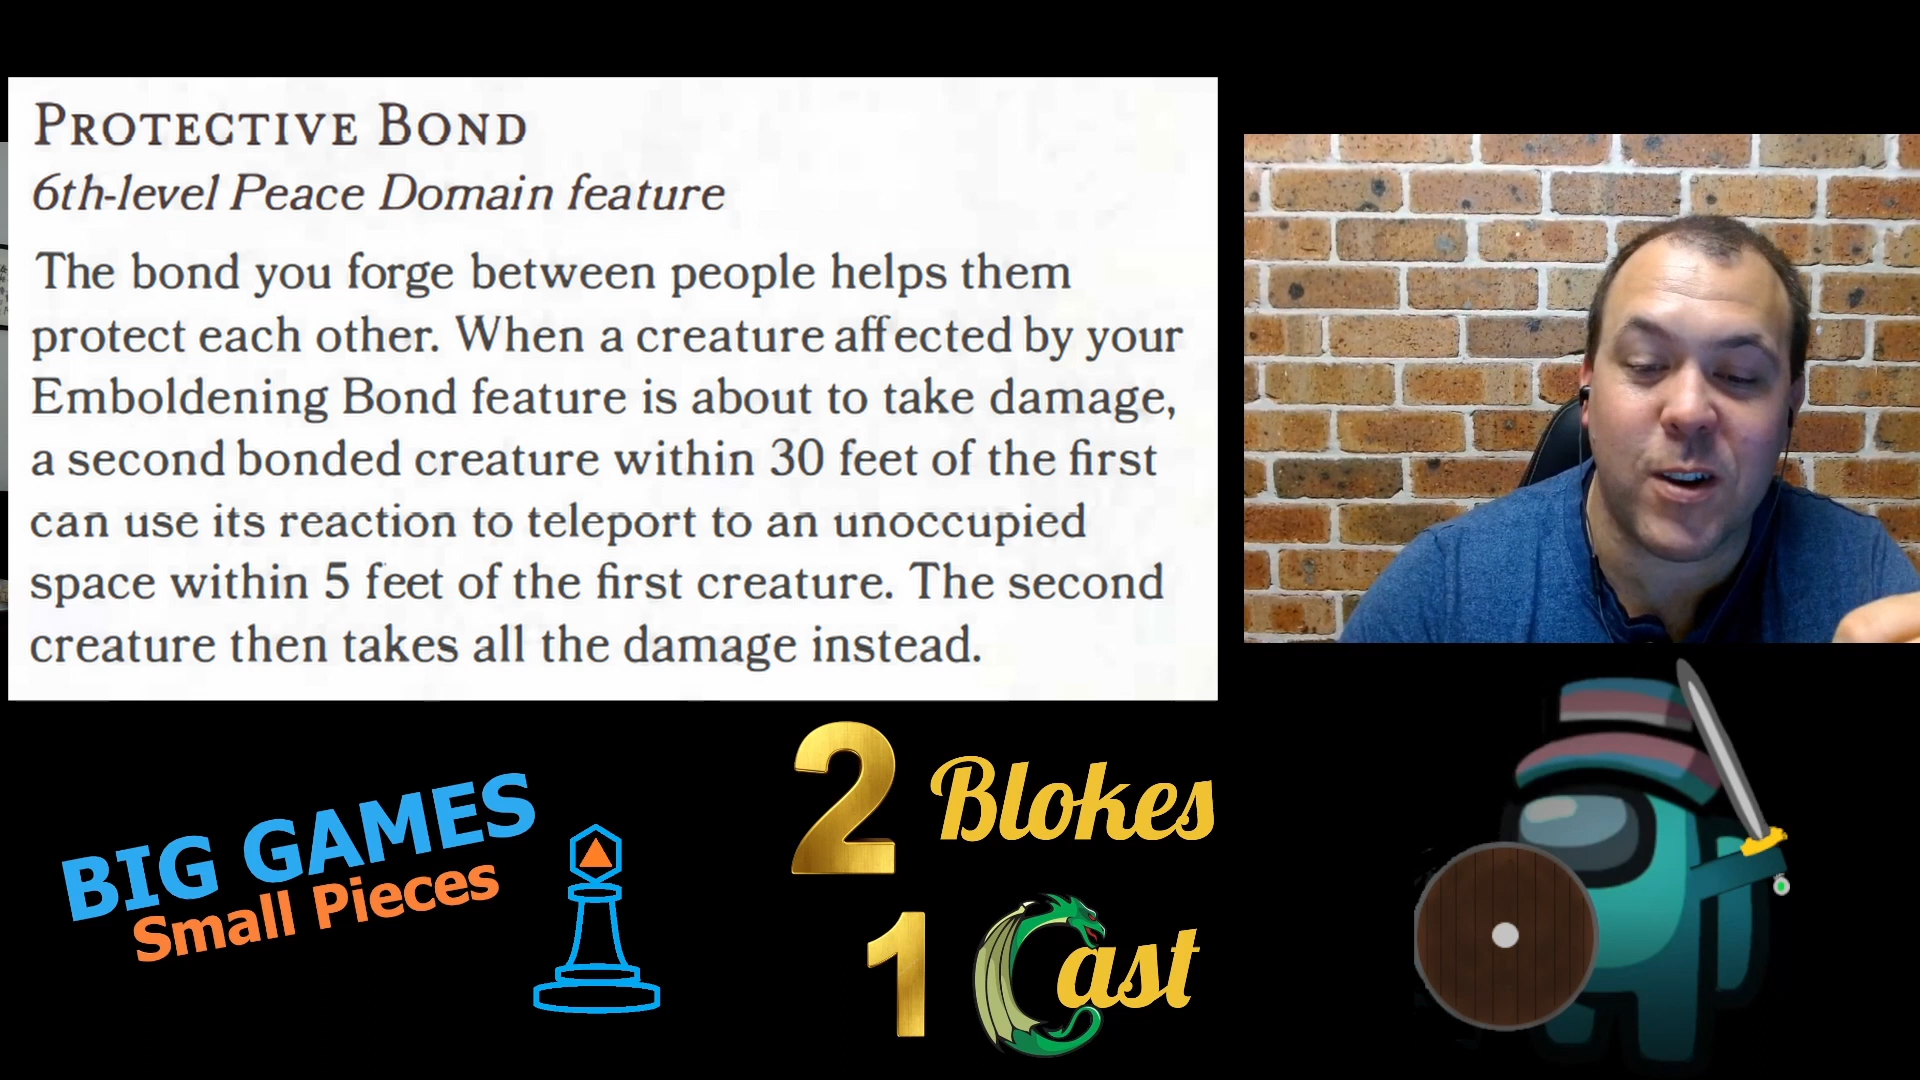 PROTECTIVE BOND
6th-level Peace Domain feature
The bond you forge between people helps them
protect each other. When a creature affected by your
Emboldening Bond feature is about to take damage,
a second bonded creature within 30 feet of the first
can use its reaction to teleport to an unoccupied
space within 5 feet of the first creature. The second
creature then takes all the damage instead.
BIG GAMES
Small Pieces
2 Blokes
1 Cast